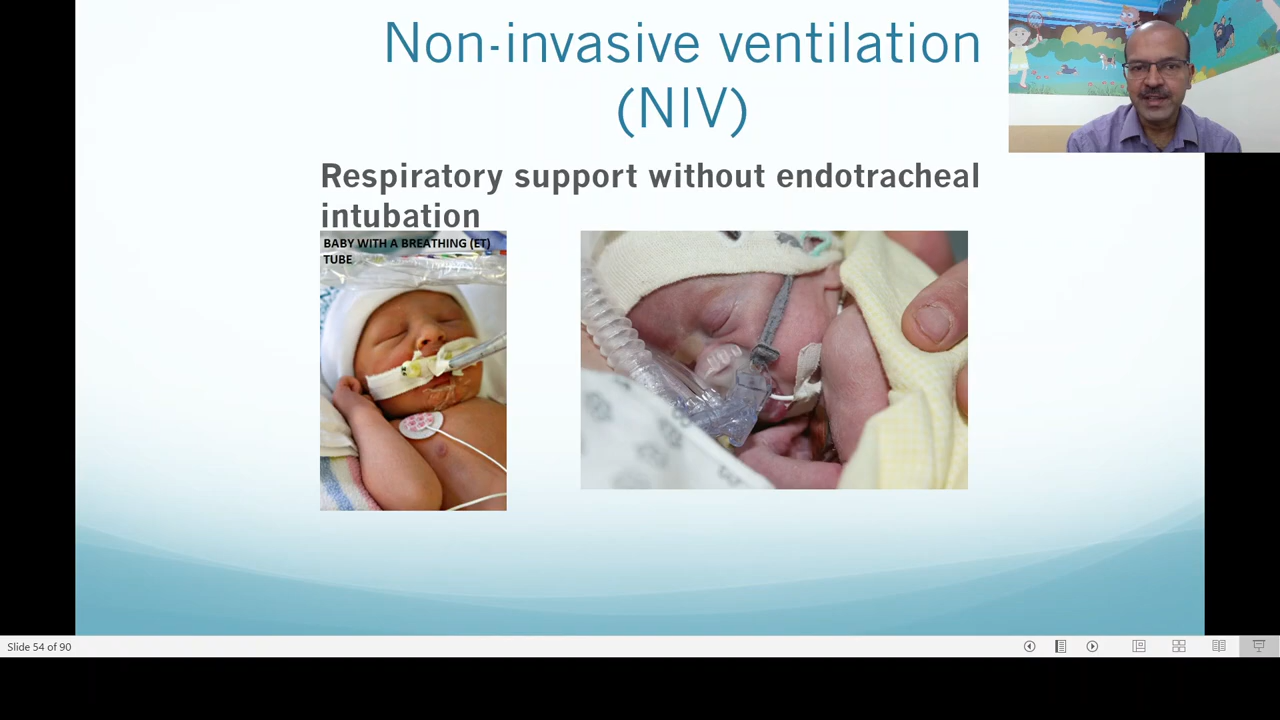 Non-invasive ventilation
(NIV)
Respiratory support without endotracheal
intubation
BABY WITH A BREATHING (ET)
TUBE
Slide 54 of 90